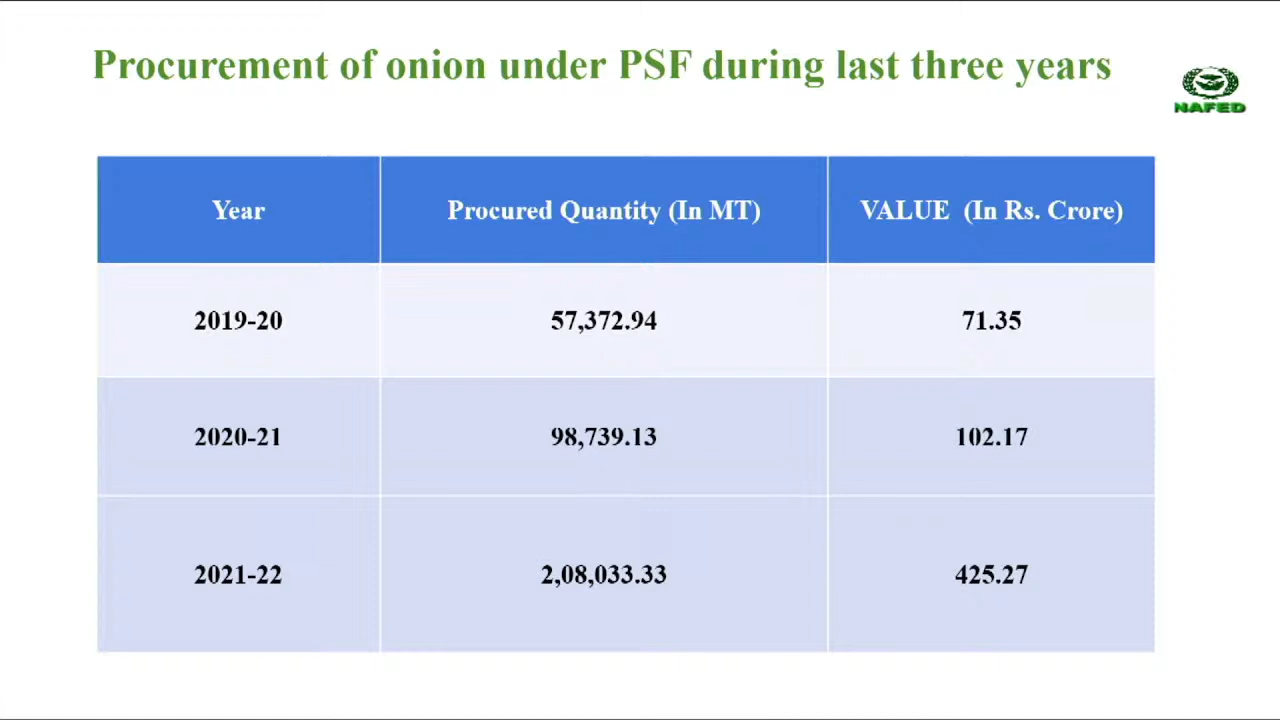 Procurement of onion under PSF during last three years
NAFED
Year Procured Quantity (In MT) VALUE (In Rs. Crore)
2019-20 57,372.94 71.35
2020-21 98,739.13 102.17
2021-22 2,08,033.33 425.27